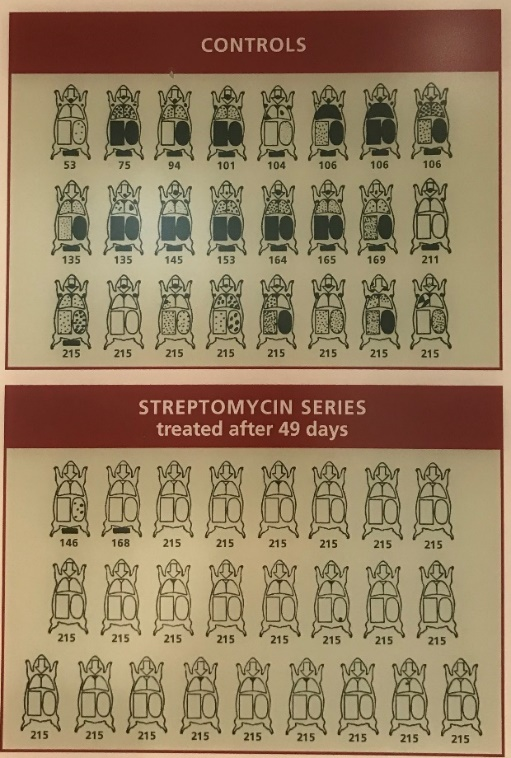 CONTROLS
53 75 94 101 104 106 106 106
135 135 145 153 164 165 169 211
215 215 215 215 215 215 215 215
STREPTOMYCIN SERIES
treated after 49 days
146 168 215 215 215 215 215 215
215 215 215 215 215 215 215 215
215 215 215 215 215 215 215 215 215